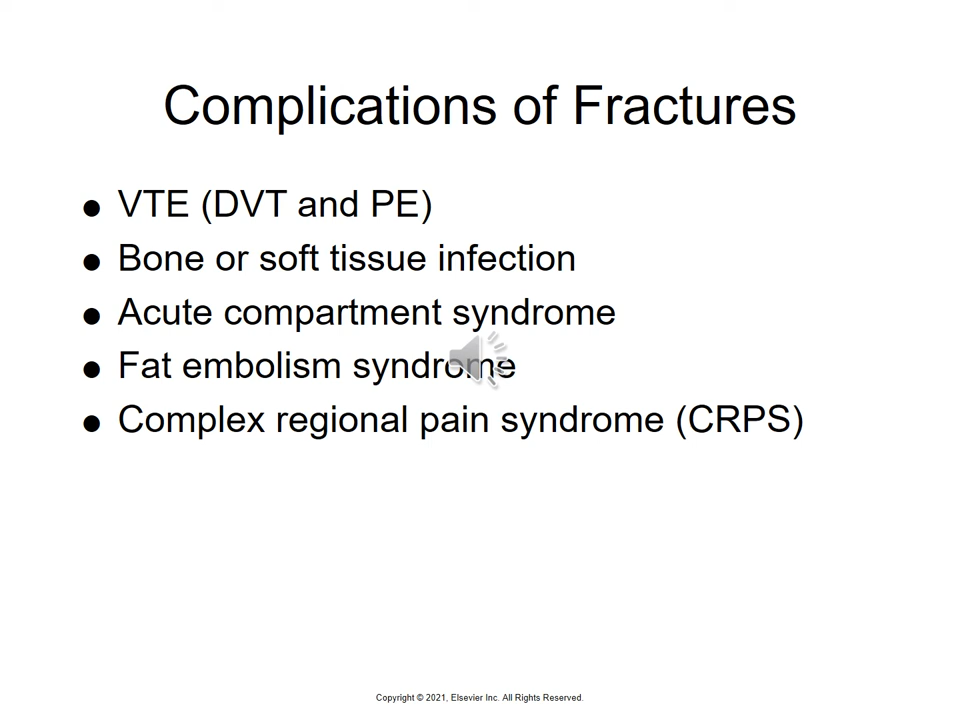 Complications of Fractures
● VTE (DVT and PE)
● Bone or soft tissue infection
● Acute compartment syndrome
● Fat embolism syndrome
● Complex regional pain syndrome (CRPS)
Copyright © 2021, Elsevier Inc. All Rights Reserved.